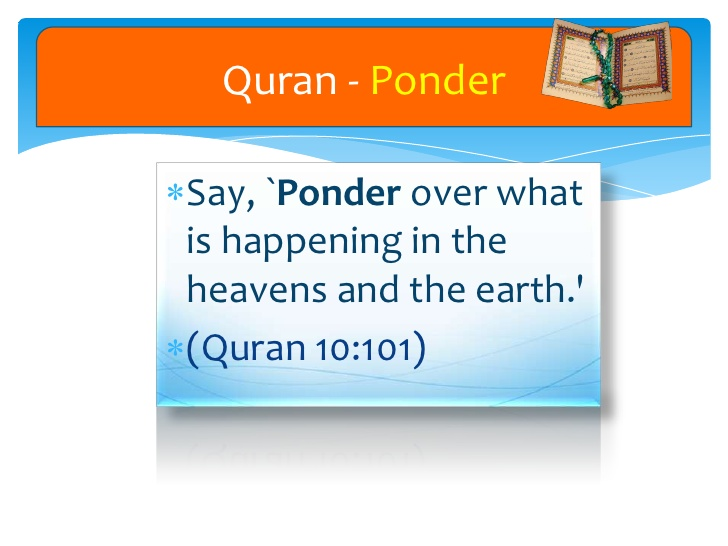 Quran - Ponder
*Say, `Ponder over what
is happening in the
heavens and the earth.'
*(Quran 10:101)